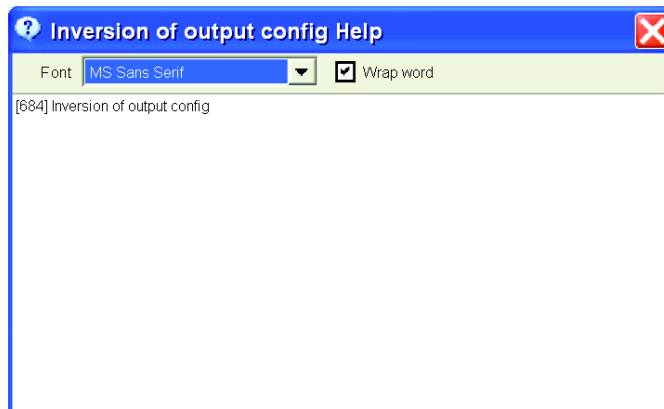 Inversion of output config Help
Font MS Sans Serif Wrap word
[684] Inversion of output config